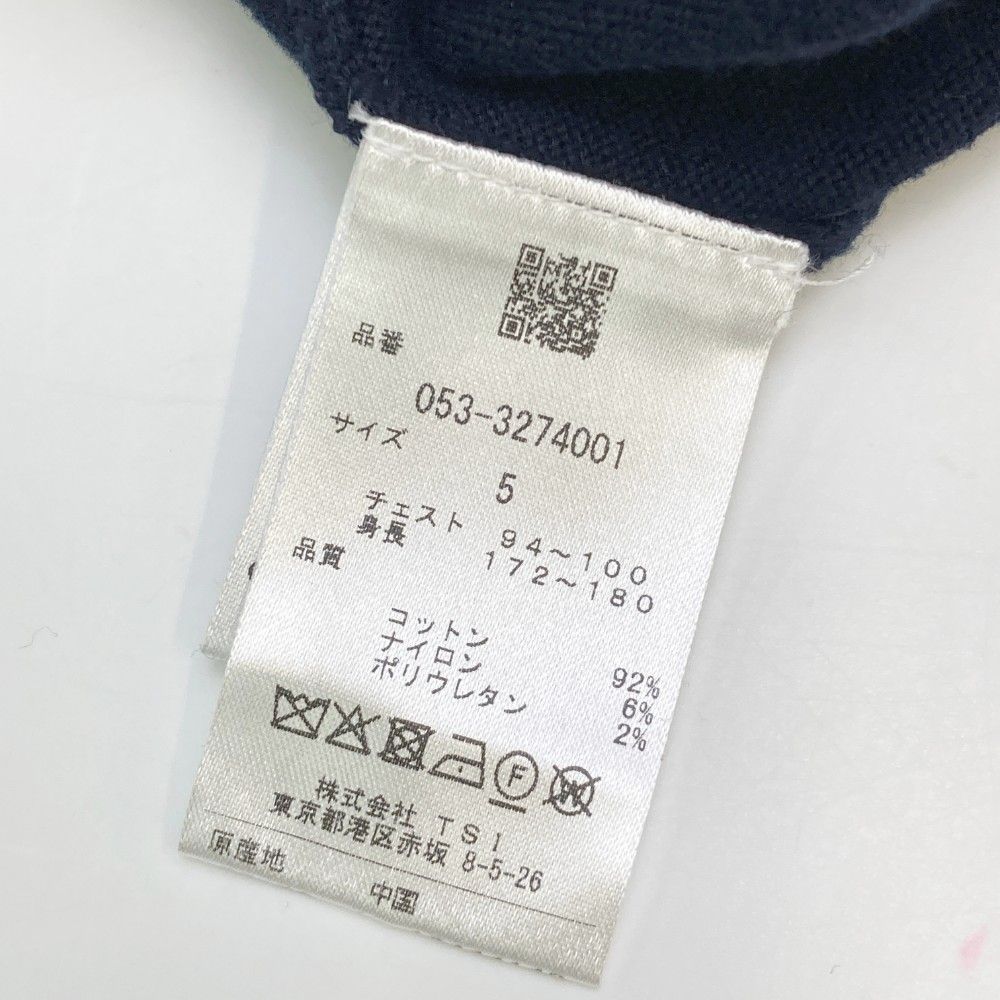 品番
053-3274001
サイズ
5
チェスト 94～100
身長 172～180
品質
コットン 92%
ナイロン 6%
ポリウレタン 2%
F W
株式会社 TSI
東京都港区赤坂 8-5-26
原産地 中国